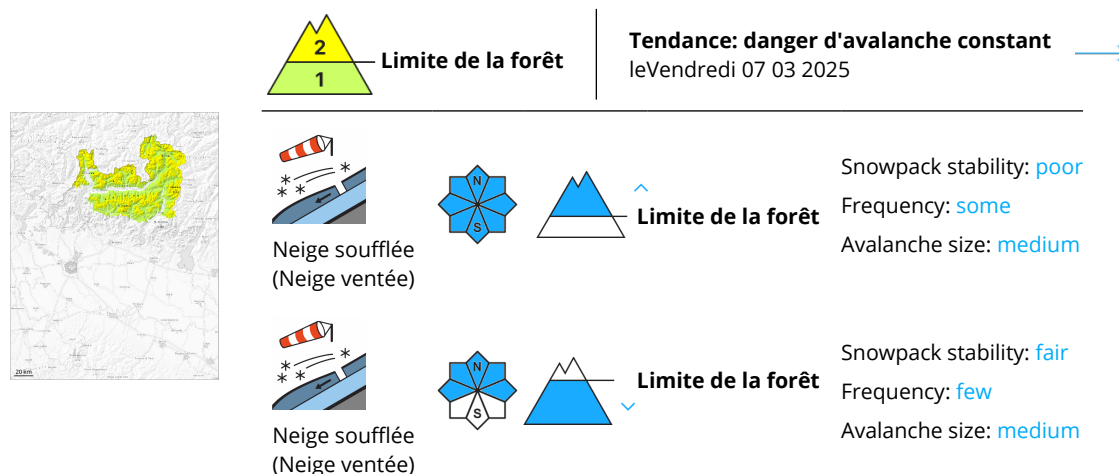 2
1
Limite de la forêt
Tendance: danger d'avalanche constant
leVendredi 07 03 2025
20 km
Neige soufflée
(Neige ventée)
N
S
Limite de la forêt
Snowpack stability: poor
Frequency: some
Avalanche size: medium
Neige soufflée
(Neige ventée)
N
S
Limite de la forêt
Snowpack stability: fair
Frequency: few
Avalanche size: medium